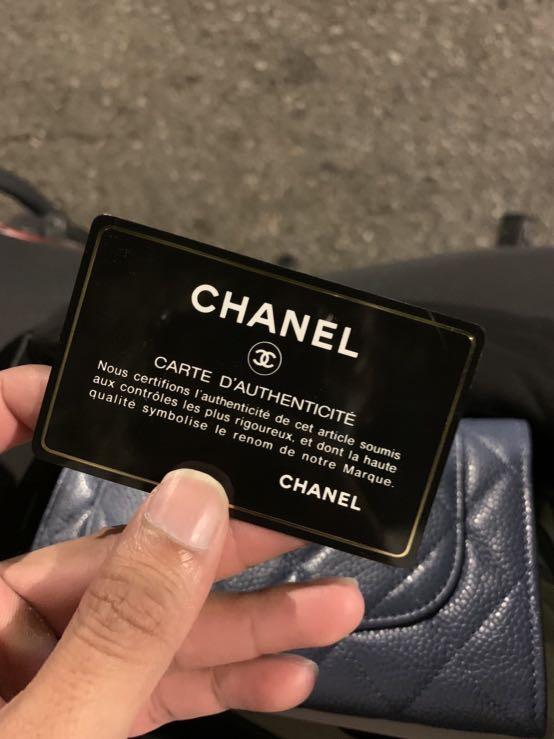 CHANEL
CARTE D'AUTHENTICITÉ
Nous certifions l'authenticité de cet article soumis
aux contrôles les plus rigoureux, et dont la haute
qualité symbolise le renom de notre Marque.
CHANEL